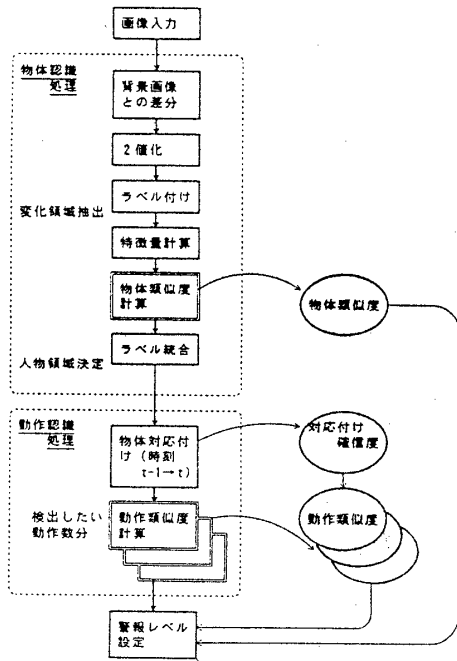 画像入力
物体認識
処理
背景画像
との差分
2値化
ラベル付け
変化領域抽出
特徴量計算
物体類似度
計算
物体類似度
ラベル統合
人物領域決定
動作認識
処理
物体対応付
け(時刻
t-1→t)
対応付け
確信度
検出したい
動作数分
動作類似度
計算
動作類似度
警報レベル
設定